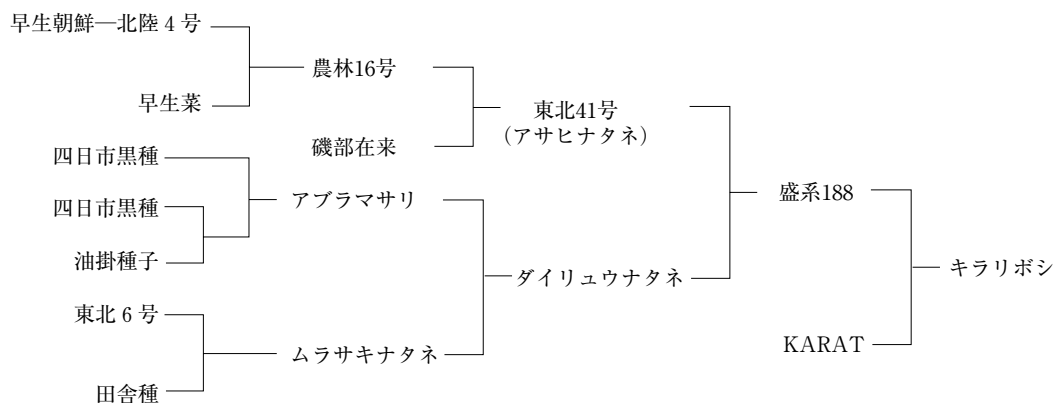 早生朝鮮―北陸4号
農林16号
早生菜
東北41号
(アサヒナタネ)
磯部在来
四日市黒種
アブラマサリ
四日市黒種
盛系188
油掛種子
ダイリュウナタネ
キラリボシ
東北6号
ムラサキナタネ
KARAT
田舎種